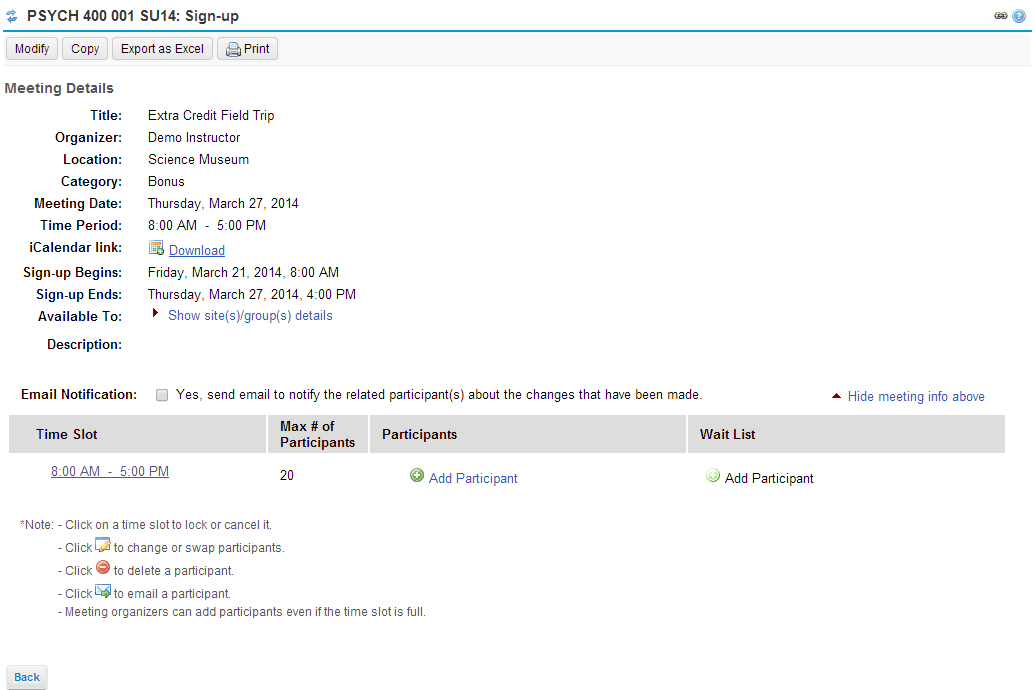 PSYCH 400 001 SU14: Sign-up
Modify Copy Export as Excel Print
Meeting Details
Title: Extra Credit Field Trip
Organizer: Demo Instructor
Location: Science Museum
Category: Bonus
Meeting Date: Thursday, March 27, 2014
Time Period: 8:00 AM - 5:00 PM
iCalendar link: Download
Sign-up Begins: Friday, March 21, 2014, 8:00 AM
Sign-up Ends: Thursday, March 27, 2014, 4:00 PM
Available To: Show site(s)/group(s) details
Description:
Email Notification: Yes, send email to notify the related participant(s) about the changes that have been made.
Hide meeting info above
Time Slot Max # of Participants Participants Wait List
8:00 AM - 5:00 PM 20 Add Participant Add Participant
*Note: - Click on a time slot to lock or cancel it.
- Click to change or swap participants.
- Click to delete a participant.
- Click to email a participant.
- Meeting organizers can add participants even if the time slot is full.
Back